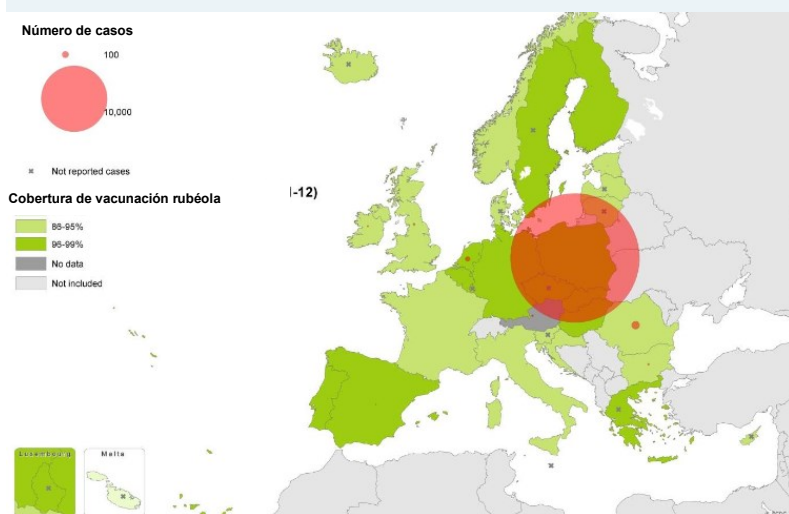 Número de casos
100
10,000
Not reported cases
Cobertura de vacunación rubéola
l-12)
86-95%
96-99%
No data
Not included
Luxembourg
Malta